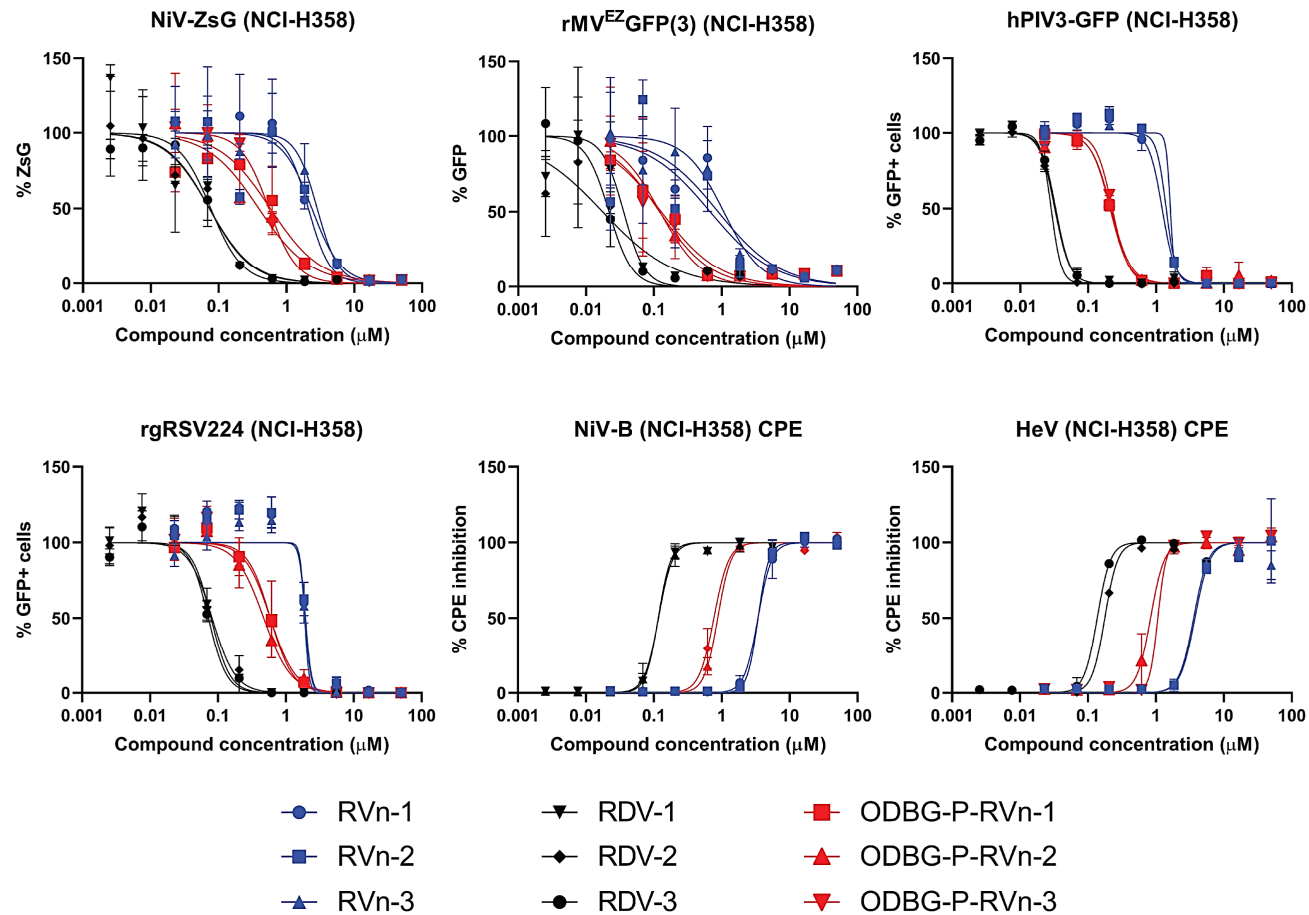 NiV-ZsG (NCI-H358)
150
100
50
0
% ZsG
0.001 0.01 0.1 1 10 100
Compound concentration (μM)
rMV^EZGFP(3) (NCI-H358)
150
100
50
0
% GFP
0.001 0.01 0.1 1 10 100
Compound concentration (μM)
hPIV3-GFP (NCI-H358)
150
100
50
0
% GFP+ cells
0.001 0.01 0.1 1 10 100
Compound concentration (μM)
rgRSV224 (NCI-H358)
150
100
50
0
% GFP+ cells
0.001 0.01 0.1 1 10 100
Compound concentration (μM)
NiV-B (NCI-H358) CPE
150
100
50
0
% CPE inhibition
0.001 0.01 0.1 1 10 100
Compound concentration (μM)
HeV (NCI-H358) CPE
150
100
50
0
% CPE inhibition
0.001 0.01 0.1 1 10 100
Compound concentration (μM)
RVn-1 RDV-1 ODBG-P-RVn-1
RVn-2 RDV-2 ODBG-P-RVn-2
RVn-3 RDV-3 ODBG-P-RVn-3